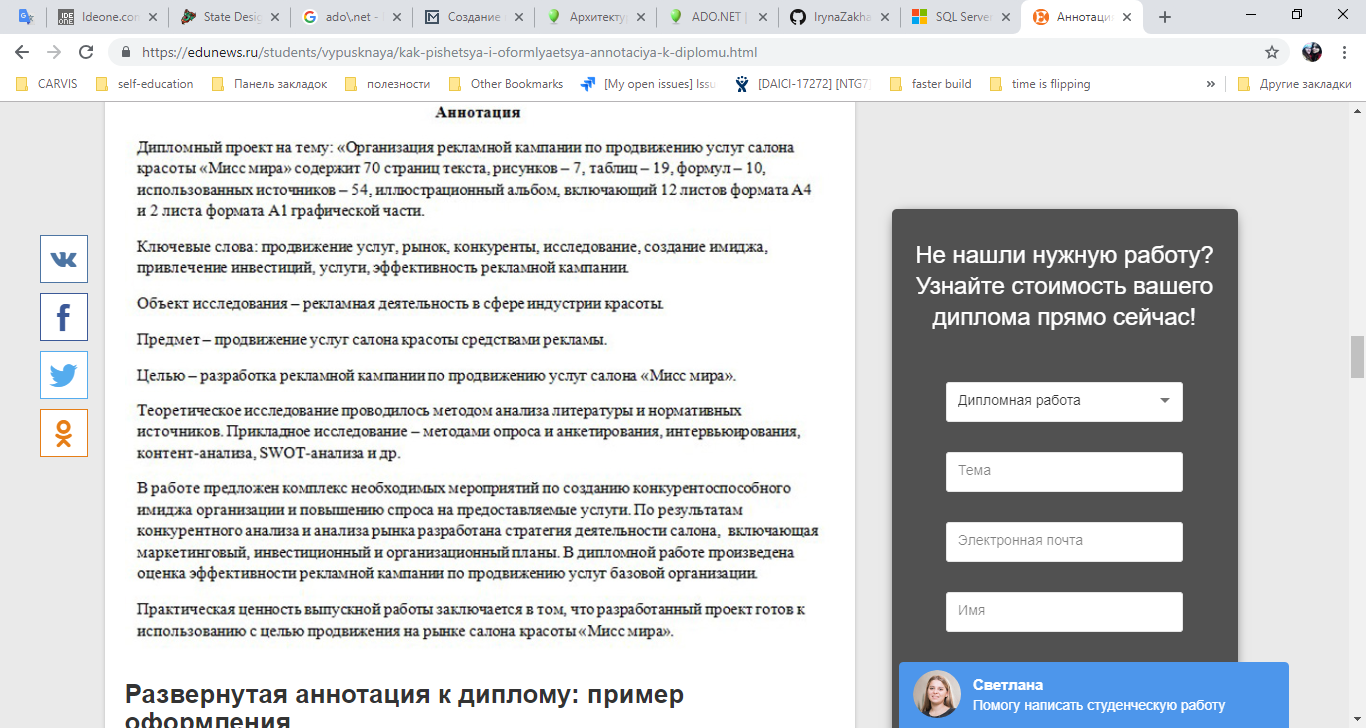 Ideone.com
State Desig
ado\.net -
Создание
Архитекту
ADO.NET |
IrynaZakha
SQL Server
Аннотаци
https://edunews.ru/students/vypusknaya/kak-pishetsya-i-oformlyaetsya-annotaciya-k-diplomu.html
CARVIS self-education Панель закладок полезности Other Bookmarks [My open issues] Issu [DAICI-17272] [NTG7 faster build time is flipping » Другие закладки
Аннотация
Дипломный проект на тему: «Организация рекламной кампании по продвижению услуг салона
красоты «Мисс мира» содержит 70 страниц текста, рисунков – 7, таблиц – 19, формул – 10,
использованных источников – 54, иллюстрационный альбом, включающий 12 листов формата А4
и 2 листа формата А1 графической части.
Ключевые слова: продвижение услуг, рынок, конкуренты, исследование, создание имиджа,
привлечение инвестиций, услуги, эффективность рекламной кампании.
Объект исследования – рекламная деятельность в сфере индустрии красоты.
Предмет – продвижение услуг салона красоты средствами рекламы.
Целью – разработка рекламной кампании по продвижению услуг салона «Мисс мира».
Теоретическое исследование проводилось методом анализа литературы и нормативных
источников. Прикладное исследование – методами опроса и анкетирования, интервьюирования,
контент-анализа, SWOT-анализа и др.
В работе предложен комплекс необходимых мероприятий по созданию конкурентоспособного
имиджа организации и повышению спроса на предоставляемые услуги. По результатам
конкурентного анализа и анализа рынка разработана стратегия деятельности салона, включающая
маркетинговый, инвестиционный и организационный планы. В дипломной работе произведена
оценка эффективности рекламной кампании по продвижению услуг базовой организации.
Практическая ценность выпускной работы заключается в том, что разработанный проект готов к
использованию с целью продвижения на рынке салона красоты «Мисс мира».
Развернутая аннотация к диплому: пример
оформления
Не нашли нужную работу?
Узнайте стоимость вашего
диплома прямо сейчас!
Дипломная работа
Тема
Электронная почта
Имя
Светлана
Помогу написать студенческую работу